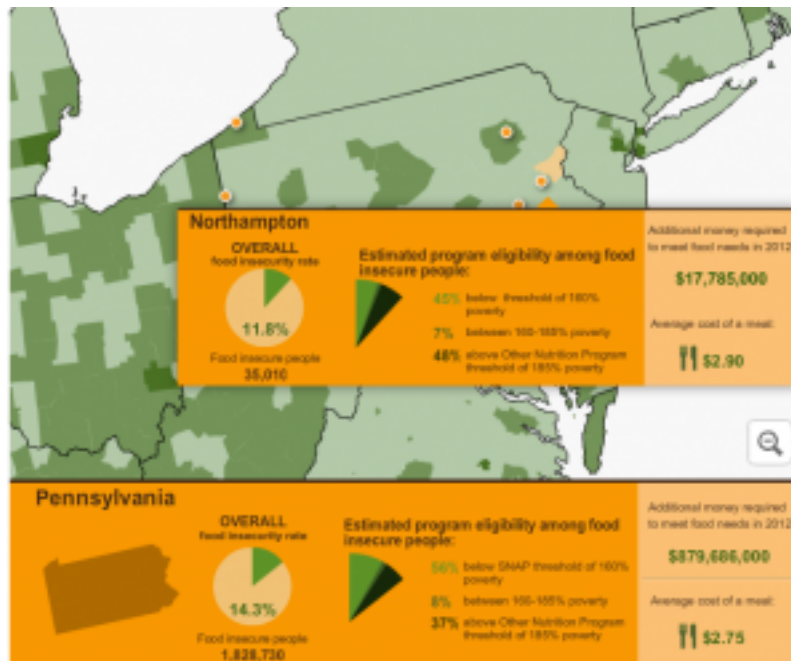 Northampton
OVERALL
food insecurity rate
11.8%
Food insecure people
35,010
Estimated program eligibility among food
insecure people:
45% below threshold of 160%
poverty
7% between 160-185% poverty
48% above Other Nutrition Program
threshold of 185% poverty
Additional money required
to meet food needs in 2012
$17,785,000
Average cost of a meal:
$2.90
Pennsylvania
OVERALL
food insecurity rate
14.3%
Food insecure people
1,828,730
Estimated program eligibility among food
insecure people:
56% below SNAP threshold of 160%
poverty
8% between 160-185% poverty
37% above Other Nutrition Program
threshold of 185% poverty
Additional money required
to meet food needs in 2012
$879,686,000
Average cost of a meal:
$2.75